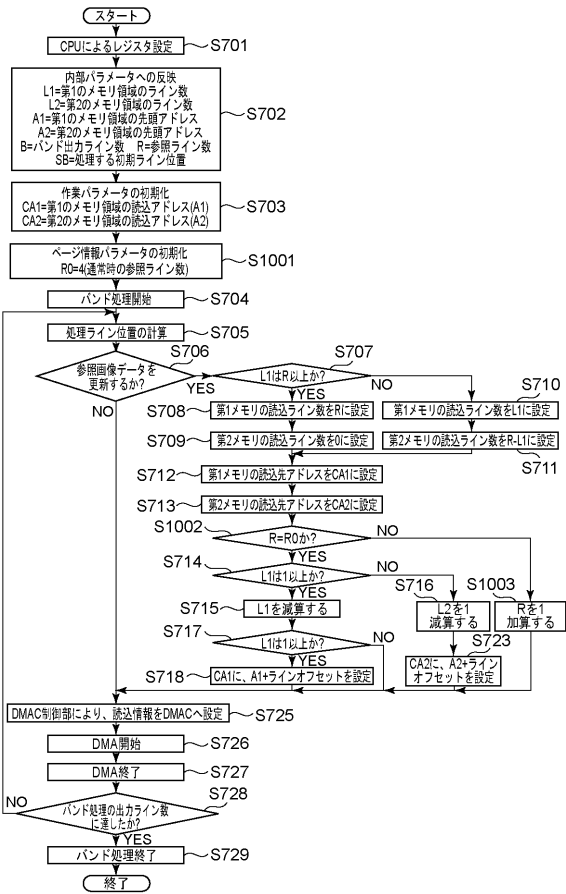 スタート
CPUによるレジスタ設定
S701
内部パラメータへの反映
L1=第1のメモリ領域のライン数
L2=第2のメモリ領域のライン数
A1=第1のメモリ領域の先頭アドレス
A2=第2のメモリ領域の先頭アドレス
B=バンド出力ライン数 R=参照ライン数
SB=処理する初期ライン位置
S702
作業パラメータの初期化
CA1=第1のメモリ領域の読込アドレス(A1)
CA2=第2のメモリ領域の読込アドレス(A2)
S703
ページ情報パラメータの初期化
R0=4(通常時の参照ライン数)
S1001
バンド処理開始
S704
処理ライン位置の計算
S705
参照画像データを
更新するか?
S706
YES
NO
L1はR以上か?
S707
YES
NO
S708
第1メモリの読込ライン数をRに設定
第1メモリの読込ライン数をL1に設定
S710
S709
第2メモリの読込ライン数を0に設定
第2メモリの読込ライン数をR-L1に設定
S711
S712
第1メモリの読込先アドレスをCA1に設定
S713
第2メモリの読込先アドレスをCA2に設定
S1002
R=R0か?
NO
YES
S714
L1は1以上か?
NO
YES
S715
L1を減算する
S716
L2を1
減算する
S1003
Rを1
加算する
S717
L1は1以上か?
NO
YES
S723
CA2に、A2+ライン
オフセットを設定
S718
CA1に、A1+ラインオフセットを設定
DMAC制御部により、読込情報をDMACへ設定
S725
DMA開始
S726
DMA終了
S727
バンド処理の出力ライン数
に達したか?
S728
NO
YES
バンド処理終了
S729
終了